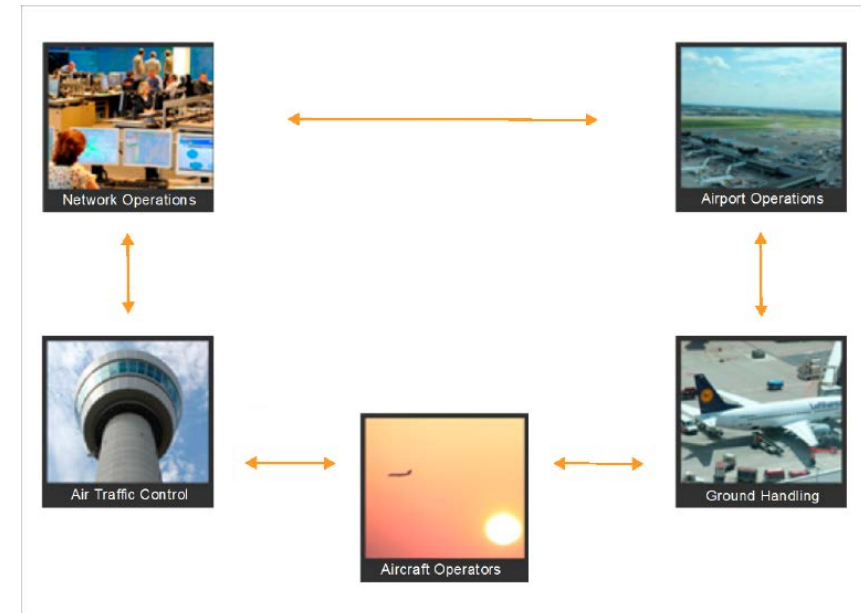 Network Operations
Airport Operations
Air Traffic Control
Ground Handling
Aircraft Operators